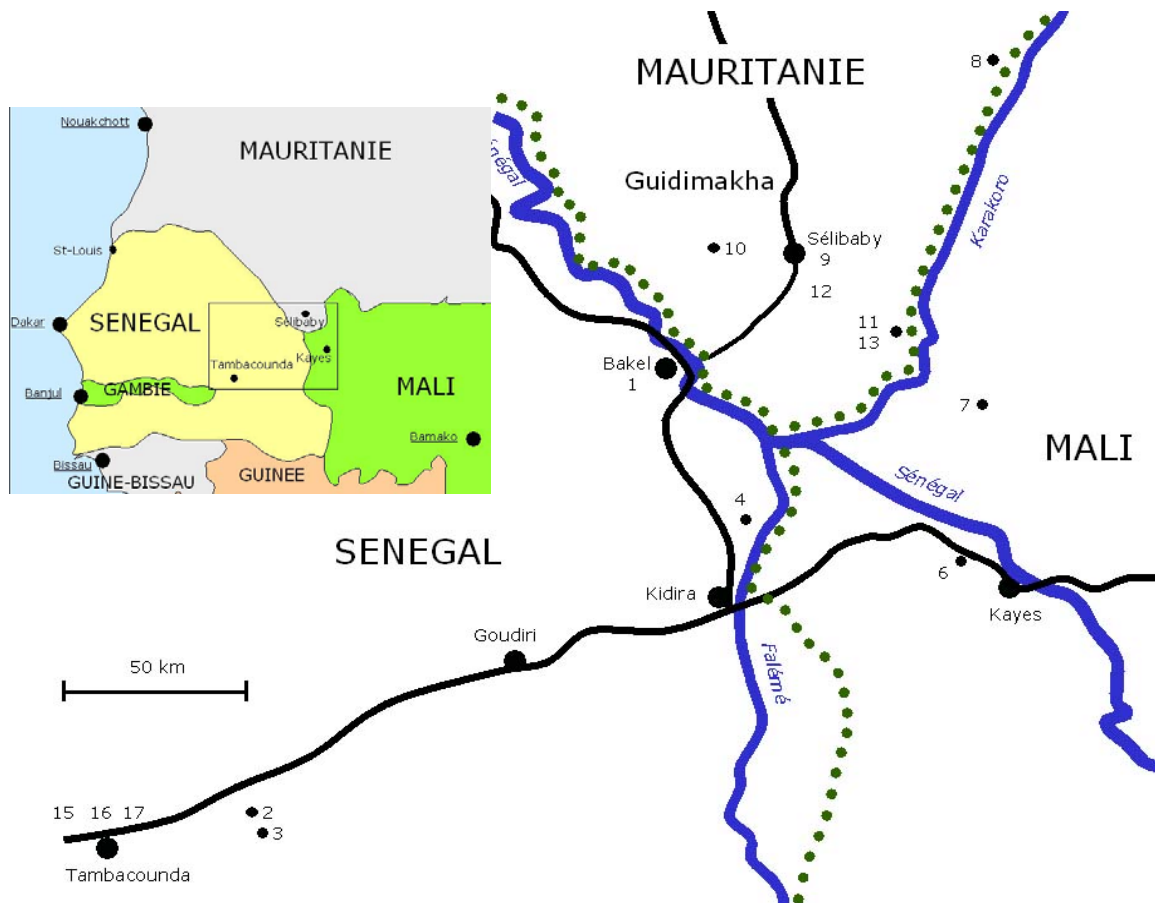 Nouakchott
MAURITANIE
St-Louis
Dakar
SENEGAL
Sélibaby
Tambacounda
Kayes
Banjul
GAMBIE
MALI
Bamako
Bissau
GUINE-BISSAU
GUINEE
MAURITANIE
8
Guidimakha
Karakoro
10
Sélibaby
9
12
11
13
Bakel
1
7
MALI
Sénégal
4
SENEGAL
6
Kidira
Kayes
Goudiri
50 km
Falémé
15 16 17
2
3
Tambacounda